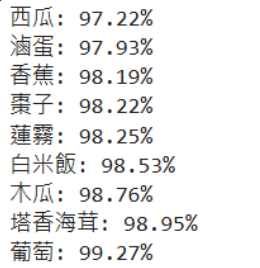 西瓜: 97.22%
滷蛋: 97.93%
香蕉: 98.19%
棗子: 98.22%
蓮霧: 98.25%
白米飯: 98.53%
木瓜: 98.76%
塔香海茸: 98.95%
葡萄: 99.27%